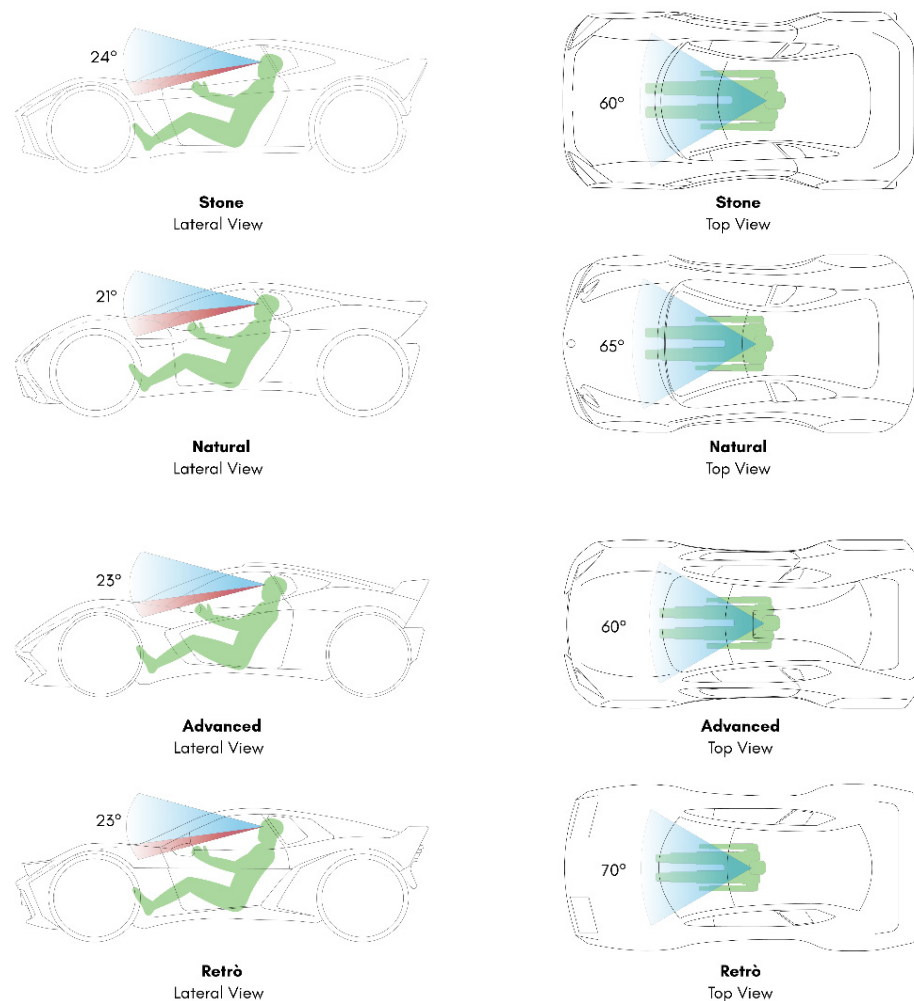 24°
60°
Stone
Lateral View
Stone
Top View
21°
65°
Natural
Lateral View
Natural
Top View
23°
60°
Advanced
Lateral View
Advanced
Top View
23°
70°
Retrò
Lateral View
Retrò
Top View